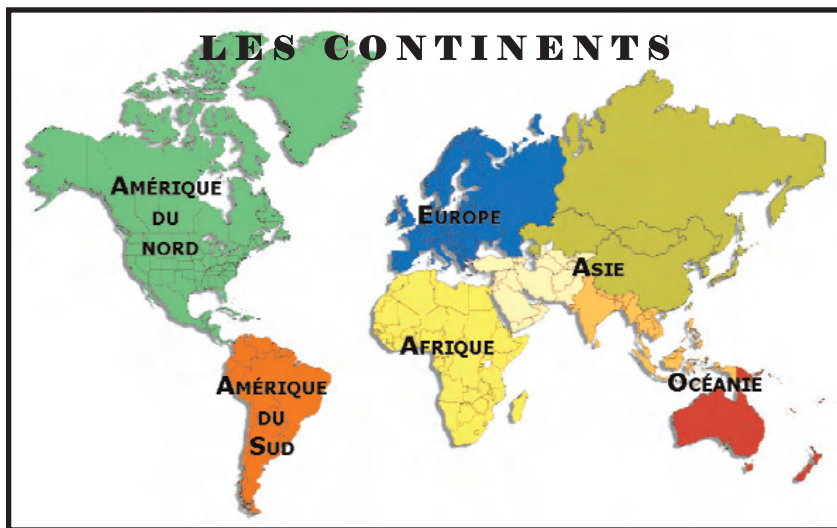 LES CONTINENTS
AMÉRIQUE
DU
NORD
EUROPE
ASIE
AFRIQUE
AMÉRIQUE
DU
SUD
OCÉANIE